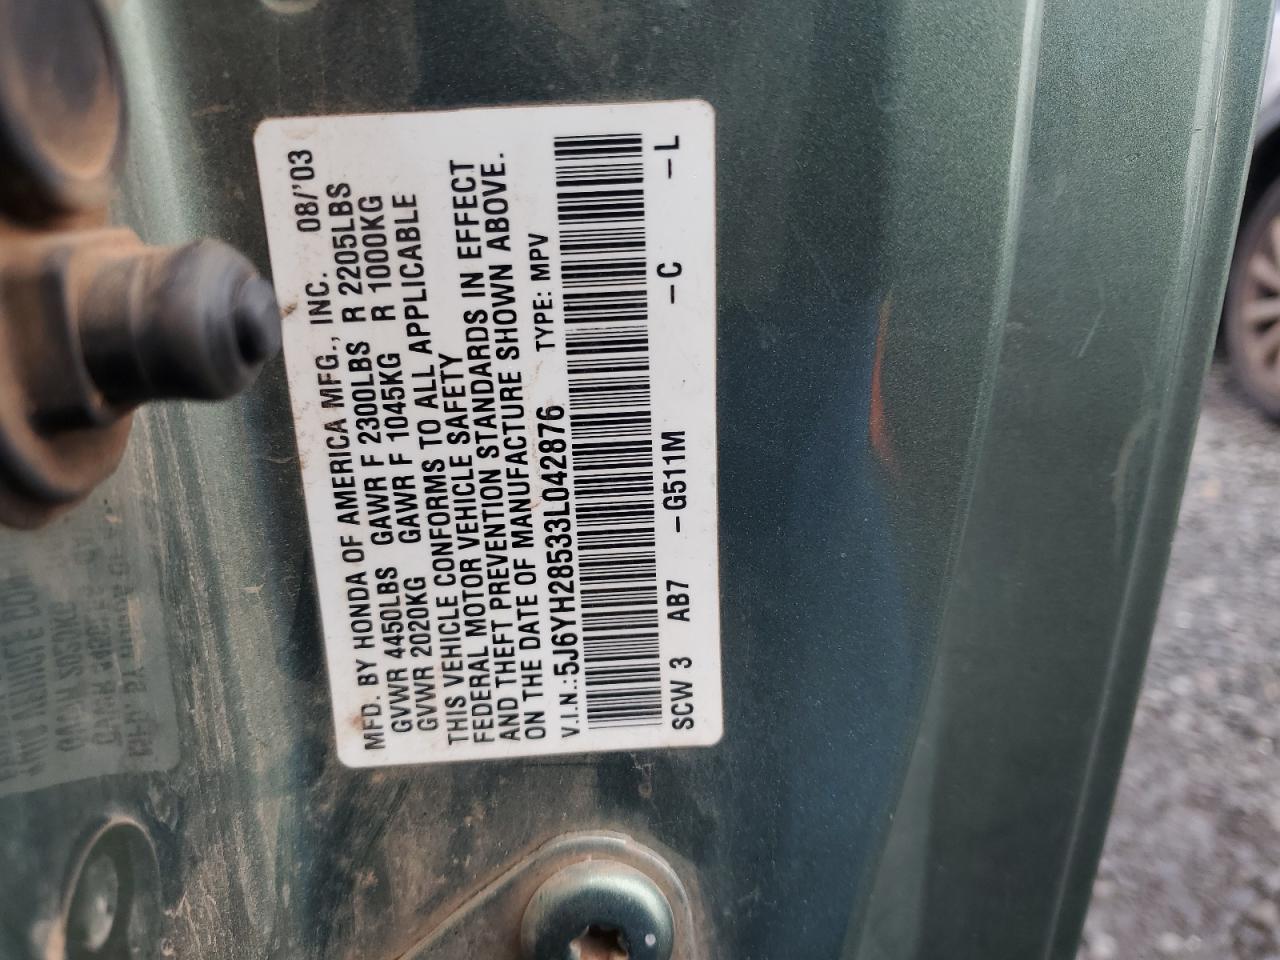 MFD. BY HONDA OF AMERICA MFG., INC. 08/'03
GVWR 4450LBS GAWR F 2300LBS R 2205LBS
GVWR 2020KG GAWR F 1045KG R 1000KG
THIS VEHICLE CONFORMS TO ALL APPLICABLE
FEDERAL MOTOR VEHICLE SAFETY
AND THEFT PREVENTION STANDARDS IN EFFECT
ON THE DATE OF MANUFACTURE SHOWN ABOVE.
V.I.N.:5J6YH28533L042876 TYPE: MPV
SCW 3 AB7 -G511M -C -L